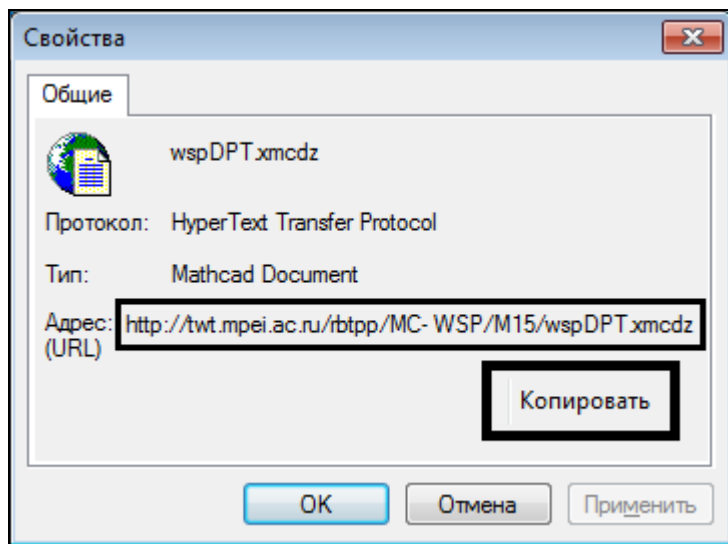 Свойства
Общие
wspDPT.xmcdz
Протокол: HyperText Transfer Protocol
Тип: Mathcad Document
Адрес: http://twt.mpei.ac.ru/rbtpp/MC- WSP/M15/wspDPT.xmcdz
(URL)
Копировать
OK Отмена Применить